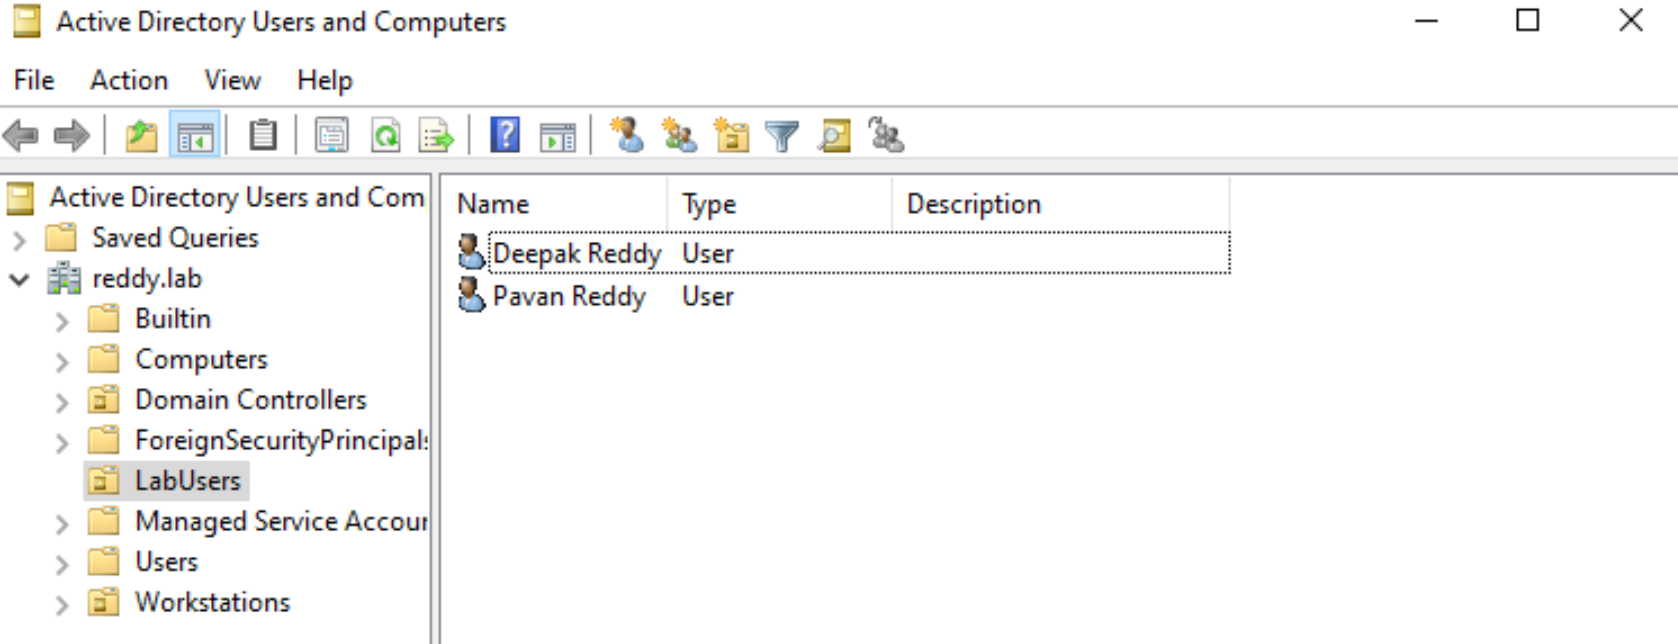 Active Directory Users and Computers
File Action View Help
Active Directory Users and Com
Saved Queries
reddy.lab
Builtin
Computers
Domain Controllers
ForeignSecurityPrincipals
LabUsers
Managed Service Accour
Users
Workstations
Name Type Description
Deepak Reddy User
Pavan Reddy User